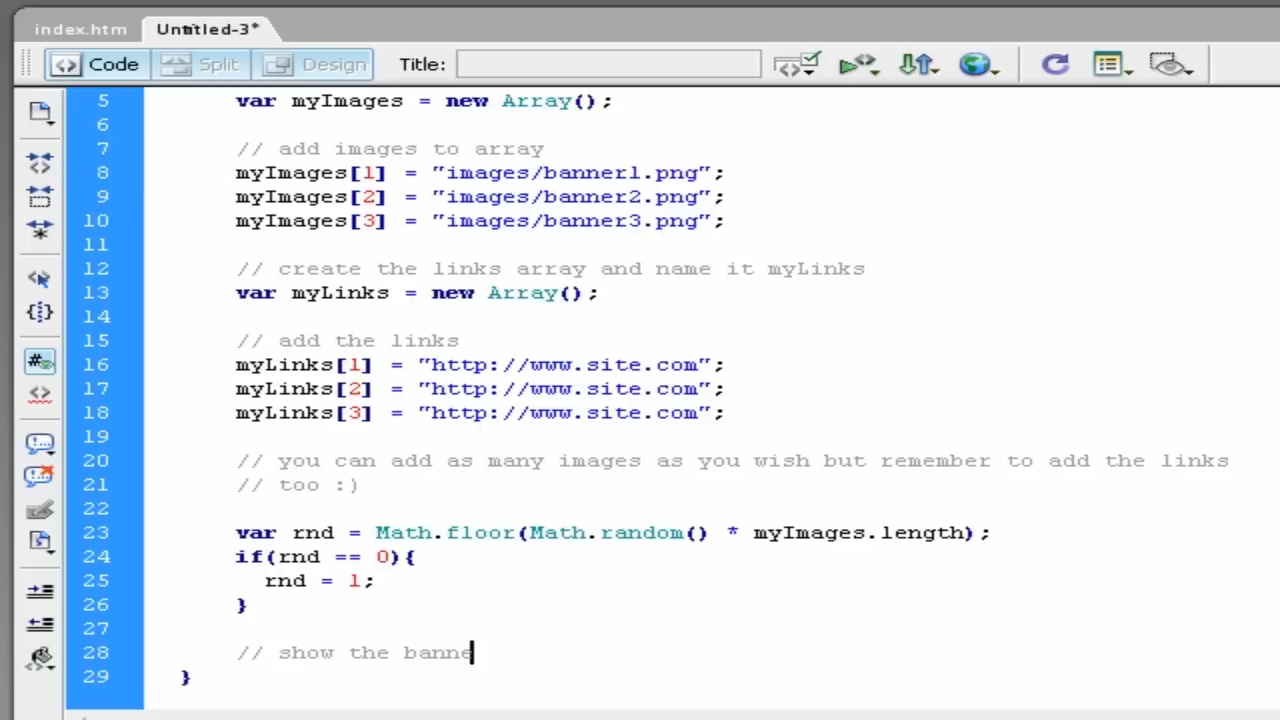 index.htm Untitled-3*
Code Split Design Title:
5 var myImages = new Array();
6
7 // add images to array
8 myImages[1] = "images/banner1.png";
9 myImages[2] = "images/banner2.png";
10 myImages[3] = "images/banner3.png";
11
12 // create the links array and name it myLinks
13 var myLinks = new Array();
14
15 // add the links
16 myLinks[1] = "http://www.site.com";
17 myLinks[2] = "http://www.site.com";
18 myLinks[3] = "http://www.site.com";
19
20 // you can add as many images as you wish but remember to add the links
21 // too :)
22
23 var rnd = Math.floor(Math.random() * myImages.length);
24 if(rnd == 0){
25 rnd = 1;
26 }
27
28 // show the banne
29 }